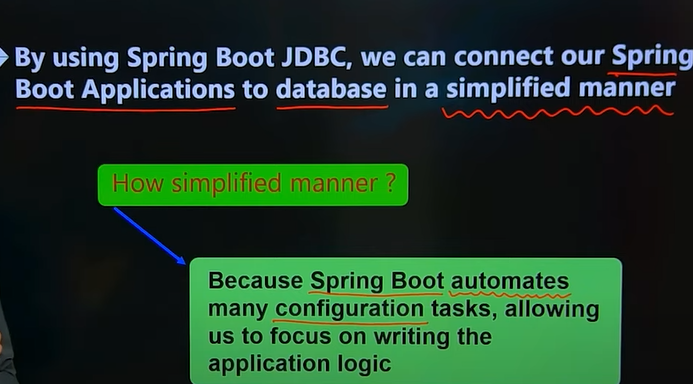 By using Spring Boot JDBC, we can connect our Spring
Boot Applications to database in a simplified manner
How simplified manner ?
Because Spring Boot automates
many configuration tasks, allowing
us to focus on writing the
application logic